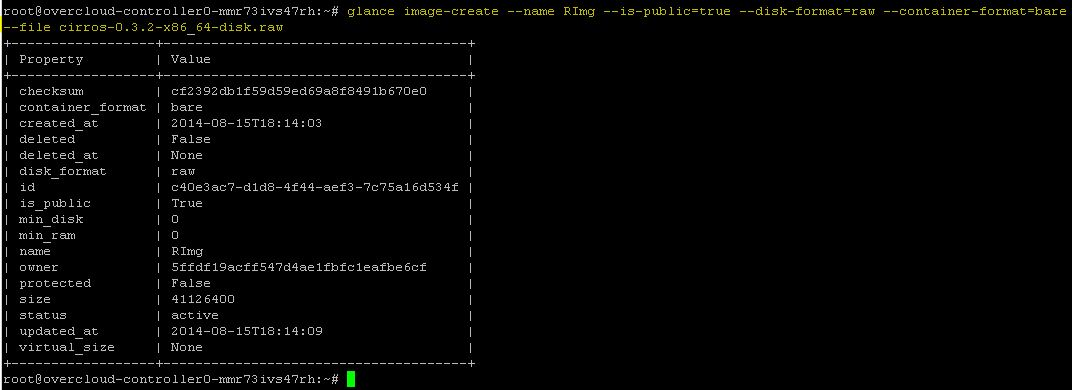 root@overcloud-controller0-mmr73ivs47rh:~# glance image-create --name RImg --is-public=true --disk-format=raw --container-format=bare
--file cirros-0.3.2-x86_64-disk.raw
+------------------+--------------------------------------+
| Property         | Value                                |
+------------------+--------------------------------------+
| checksum         | cf2392db1f59d59ed69a8f8491b670e0     |
| container_format | bare                                 |
| created_at       | 2014-08-15T18:14:03                  |
| deleted          | False                                |
| deleted_at       | None                                 |
| disk_format      | raw                                  |
| id               | c40e3ac7-d1d8-4f44-aef3-7c75a16d534f |
| is_public        | True                                 |
| min_disk         | 0                                    |
| min_ram          | 0                                    |
| name             | RImg                                 |
| owner            | 5ffdf19acff547d4ae1fbfc1eafbe6cf     |
| protected        | False                                |
| size             | 41126400                             |
| status           | active                               |
| updated_at       | 2014-08-15T18:14:09                  |
| virtual_size     | None                                 |
+------------------+--------------------------------------+
root@overcloud-controller0-mmr73ivs47rh:~#